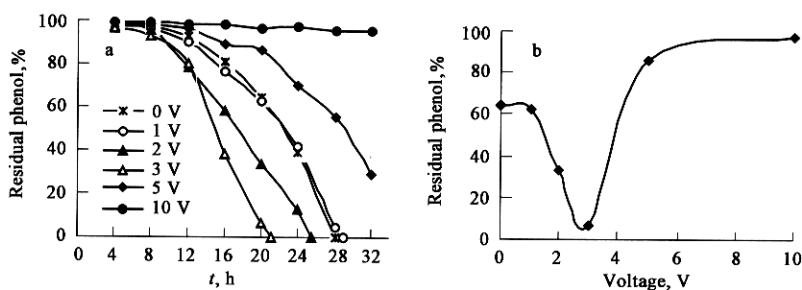 Residual phenol,%
100
80
60
40
20
0
a
0 V
1 V
2 V
3 V
5 V
10 V
0 4 8 12 16 20 24 28 32
t, h
Residual phenol,%
100
80
60
40
20
0
b
0 2 4 6 8 10
Voltage, V